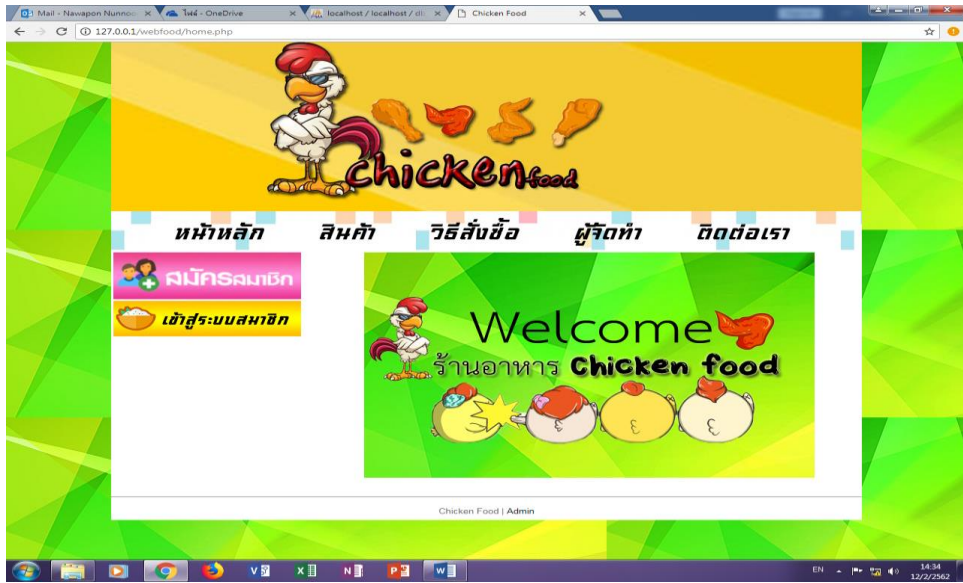 Mail - Nawapon Nunnoo
ไฟล์ - OneDrive
localhost / localhost / d
Chicken Food
127.0.0.1/webfood/home.php
Chicken food
หน้าหลัก สินค้า วิธีสั่งซื้อ ผู้จัดทำ ติดต่อเรา
สมัครสมาชิก
เข้าสู่ระบบสมาชิก
Welcome
ร้านอาหาร Chicken food
Chicken Food | Admin
EN
14:34
12/2/2562